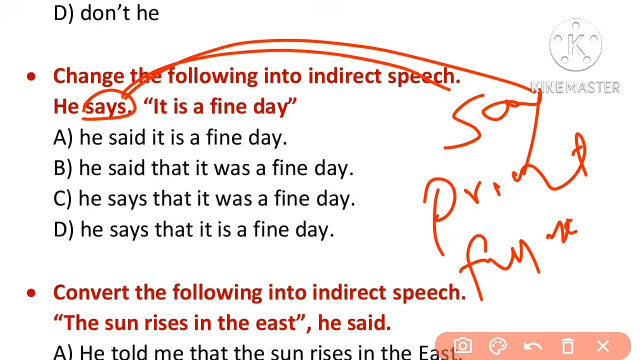 D) don't he
• Change the following into indirect speech.
He says. "It is a fine day"
A) he said it is a fine day.
B) he said that it was a fine day.
C) he says that it was a fine day.
D) he says that it is a fine day.
• Convert the following into indirect speech.
"The sun rises in the east", he said.
A) He told me that the sun rises in the East.
K
KINEMASTER